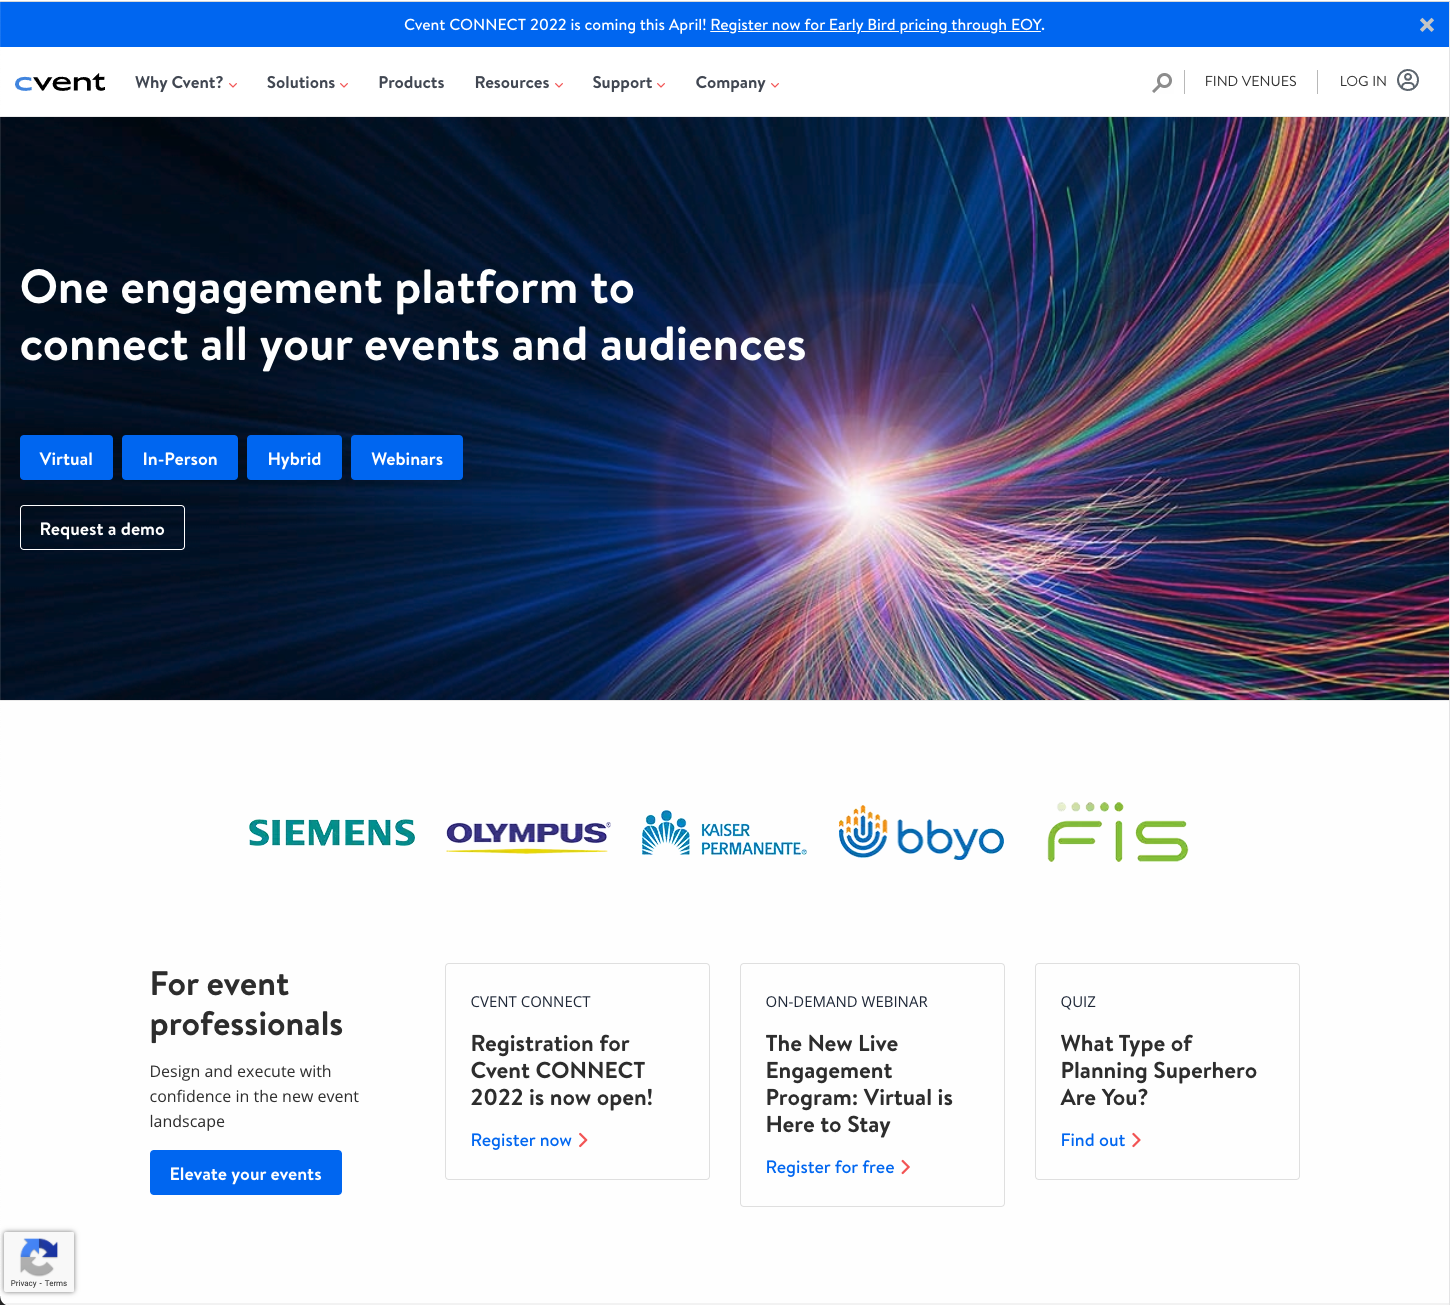 Cvent CONNECT 2022 is coming this April! Register now for Early Bird pricing through EOY.
cvent
Why Cvent?
Solutions
Products
Resources
Support
Company
FIND VENUES
LOG IN
One engagement platform to
connect all your events and audiences
Virtual
In-Person
Hybrid
Webinars
Request a demo
SIEMENS
OLYMPUS®
KAISER
PERMANENTE®
bbyo
FIS
For event
professionals
Design and execute with
confidence in the new event
landscape
Elevate your events
CVENT CONNECT
Registration for
Cvent CONNECT
2022 is now open!
Register now
ON-DEMAND WEBINAR
The New Live
Engagement
Program: Virtual is
Here to Stay
Register for free
QUIZ
What Type of
Planning Superhero
Are You?
Find out
Privacy - Terms